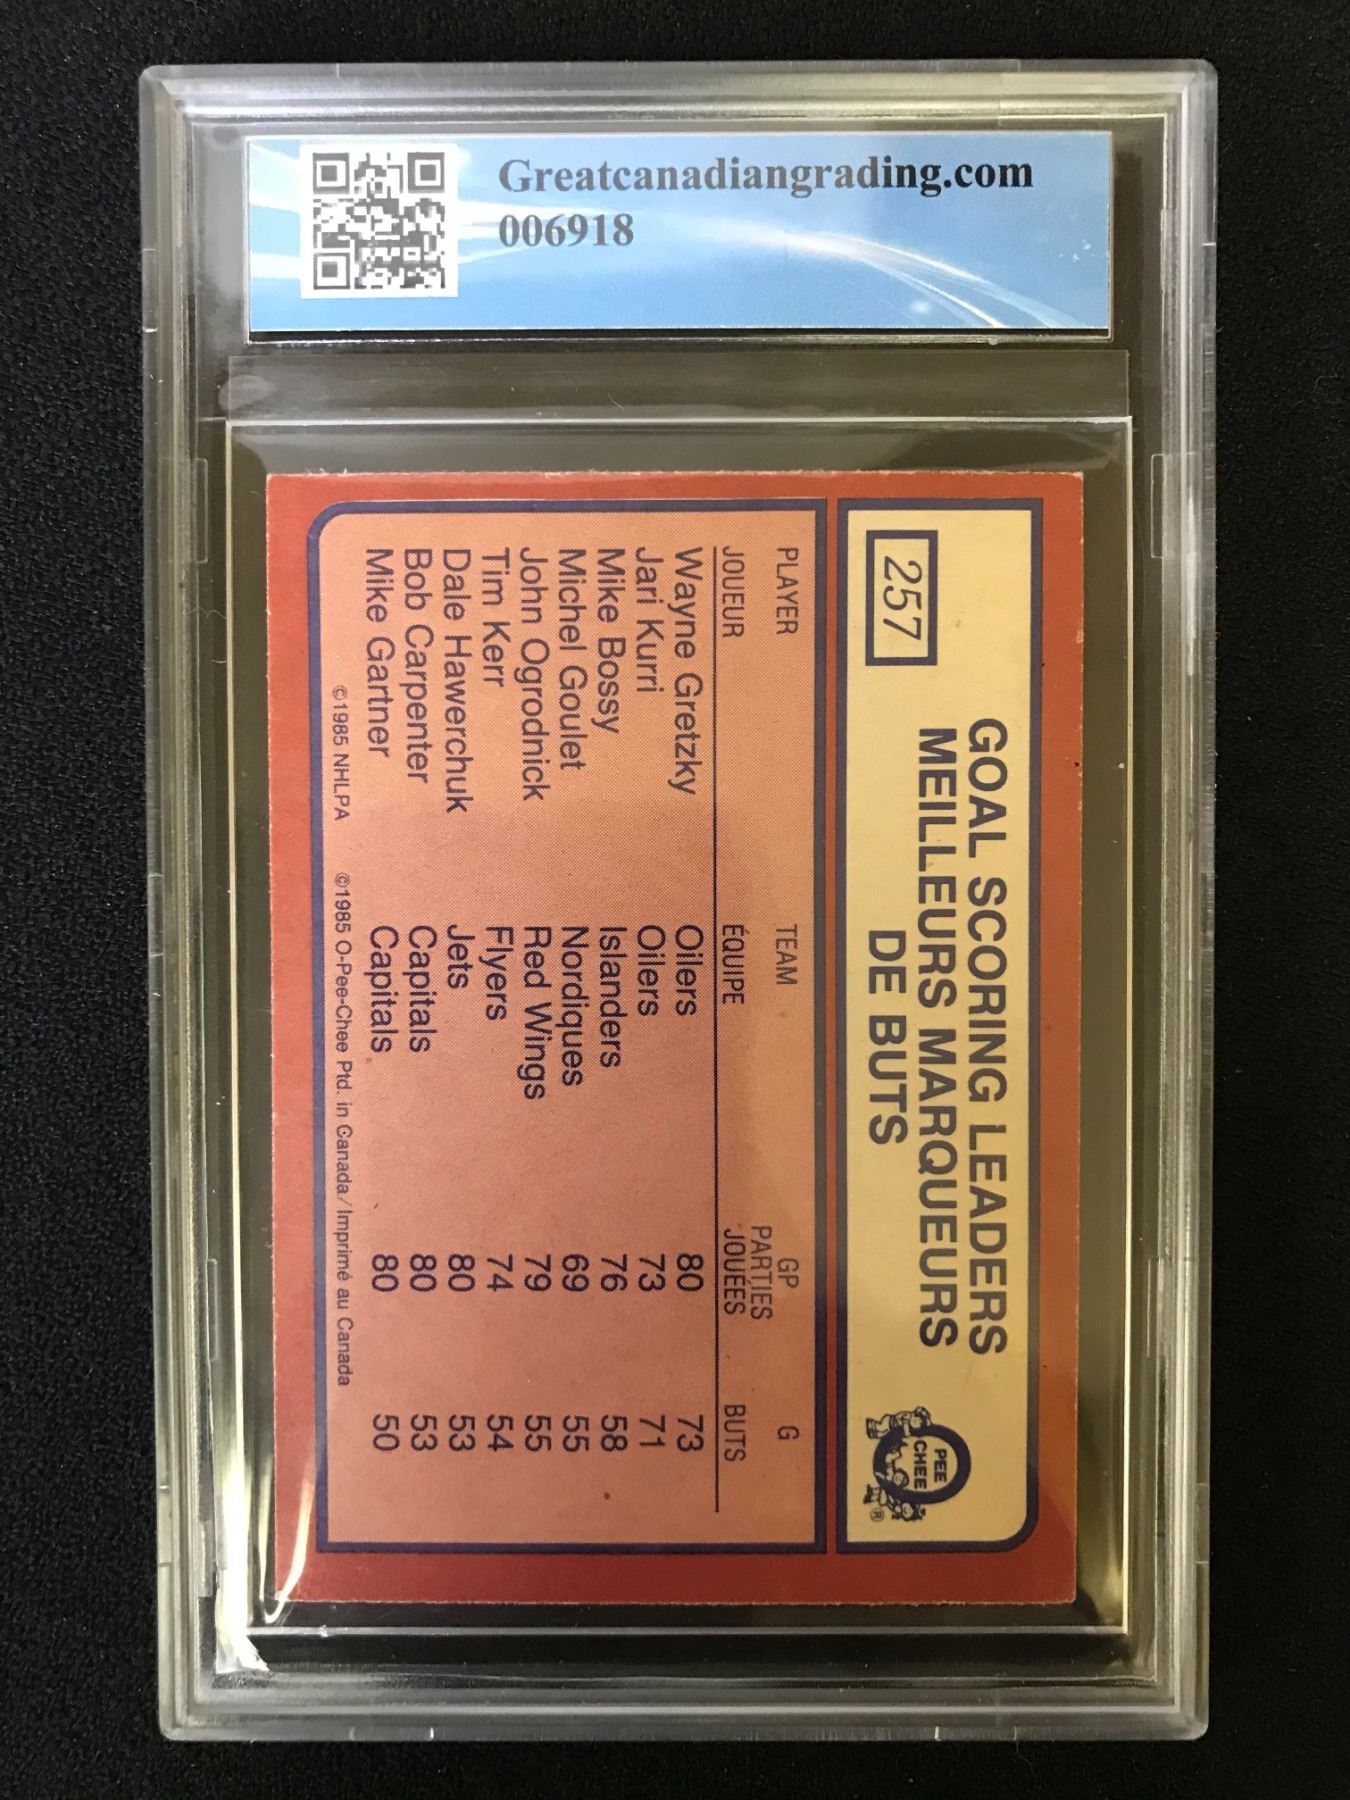 Greatcanadiangrading.com
006918
257
GOAL SCORING LEADERS
MEILLEURS MARQUEURS
DE BUTS
PEE
CHEE
®
PLAYER TEAM GP G
PARTIES
JOUEUR ÉQUIPE JOUÉES BUTS
Wayne Gretzky Oilers 80 73
Jari Kurri Oilers 73 71
Mike Bossy Islanders 76 58
Michel Goulet Nordiques 69 55
John Ogrodnick Red Wings 79 55
Tim Kerr Flyers 74 54
Dale Hawerchuk Jets 80 53
Bob Carpenter Capitals 80 53
Mike Gartner Capitals 80 50
©1985 NHLPA ©1985 O-Pee-Chee Ptd. in Canada/Imprimé au Canada